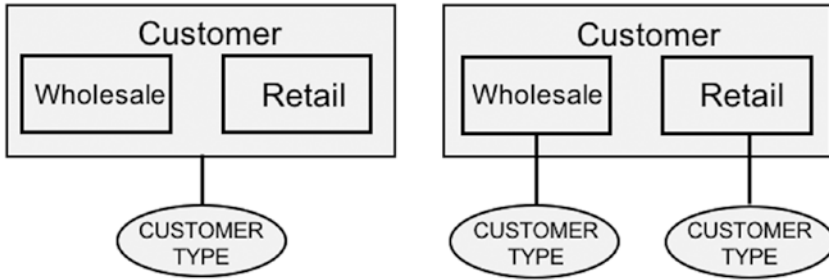 Customer
Wholesale
Retail
CUSTOMER
TYPE
Customer
Wholesale
Retail
CUSTOMER
TYPE
CUSTOMER
TYPE